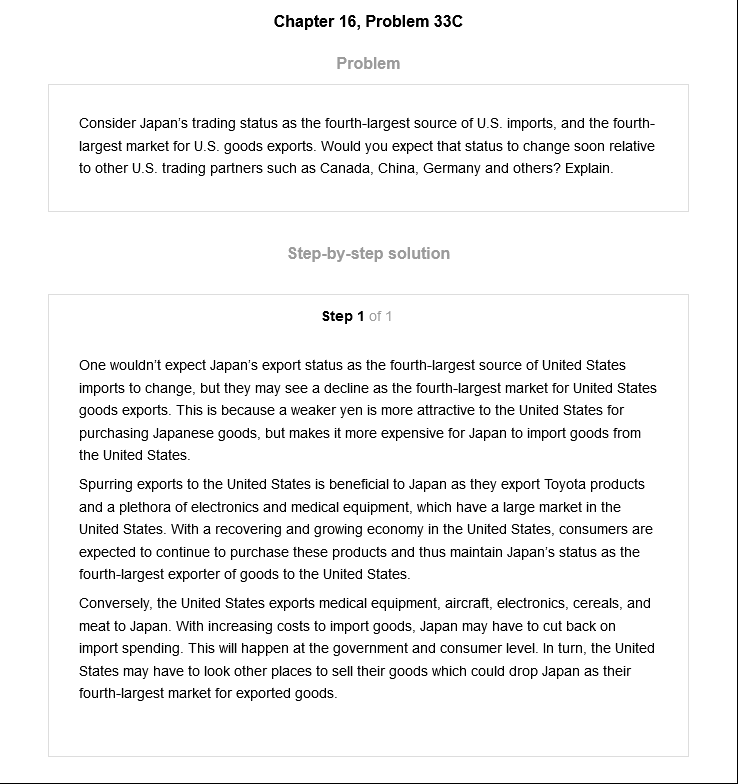 Chapter 16, Problem 33C
Problem
Consider Japan's trading status as the fourth-largest source of U.S. imports, and the fourth-
largest market for U.S. goods exports. Would you expect that status to change soon relative
to other U.S. trading partners such as Canada, China, Germany and others? Explain.
Step-by-step solution
Step 1 of 1
One wouldn't expect Japan's export status as the fourth-largest source of United States
imports to change, but they may see a decline as the fourth-largest market for United States
goods exports. This is because a weaker yen is more attractive to the United States for
purchasing Japanese goods, but makes it more expensive for Japan to import goods from
the United States.
Spurring exports to the United States is beneficial to Japan as they export Toyota products
and a plethora of electronics and medical equipment, which have a large market in the
United States. With a recovering and growing economy in the United States, consumers are
expected to continue to purchase these products and thus maintain Japan's status as the
fourth-largest exporter of goods to the United States.
Conversely, the United States exports medical equipment, aircraft, electronics, cereals, and
meat to Japan. With increasing costs to import goods, Japan may have to cut back on
import spending. This will happen at the government and consumer level. In turn, the United
States may have to look other places to sell their goods which could drop Japan as their
fourth-largest market for exported goods.